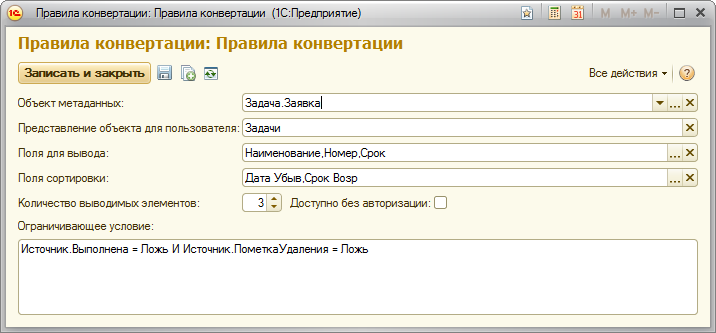 Правила конвертации: Правила конвертации (1С:Предприятие)
M M+ M-
Правила конвертации: Правила конвертации
Записать и закрыть
Все действия
?
Объект метаданных: Задача.Заявка
Представление объекта для пользователя: Задачи
Поля для вывода: Наименование,Номер,Срок
Поля сортировки: Дата Убыв,Срок Возр
Количество выводимых элементов: 3 Доступно без авторизации:
Ограничивающее условие:
Источник.Выполнена = Ложь И Источник.ПометкаУдаления = Ложь